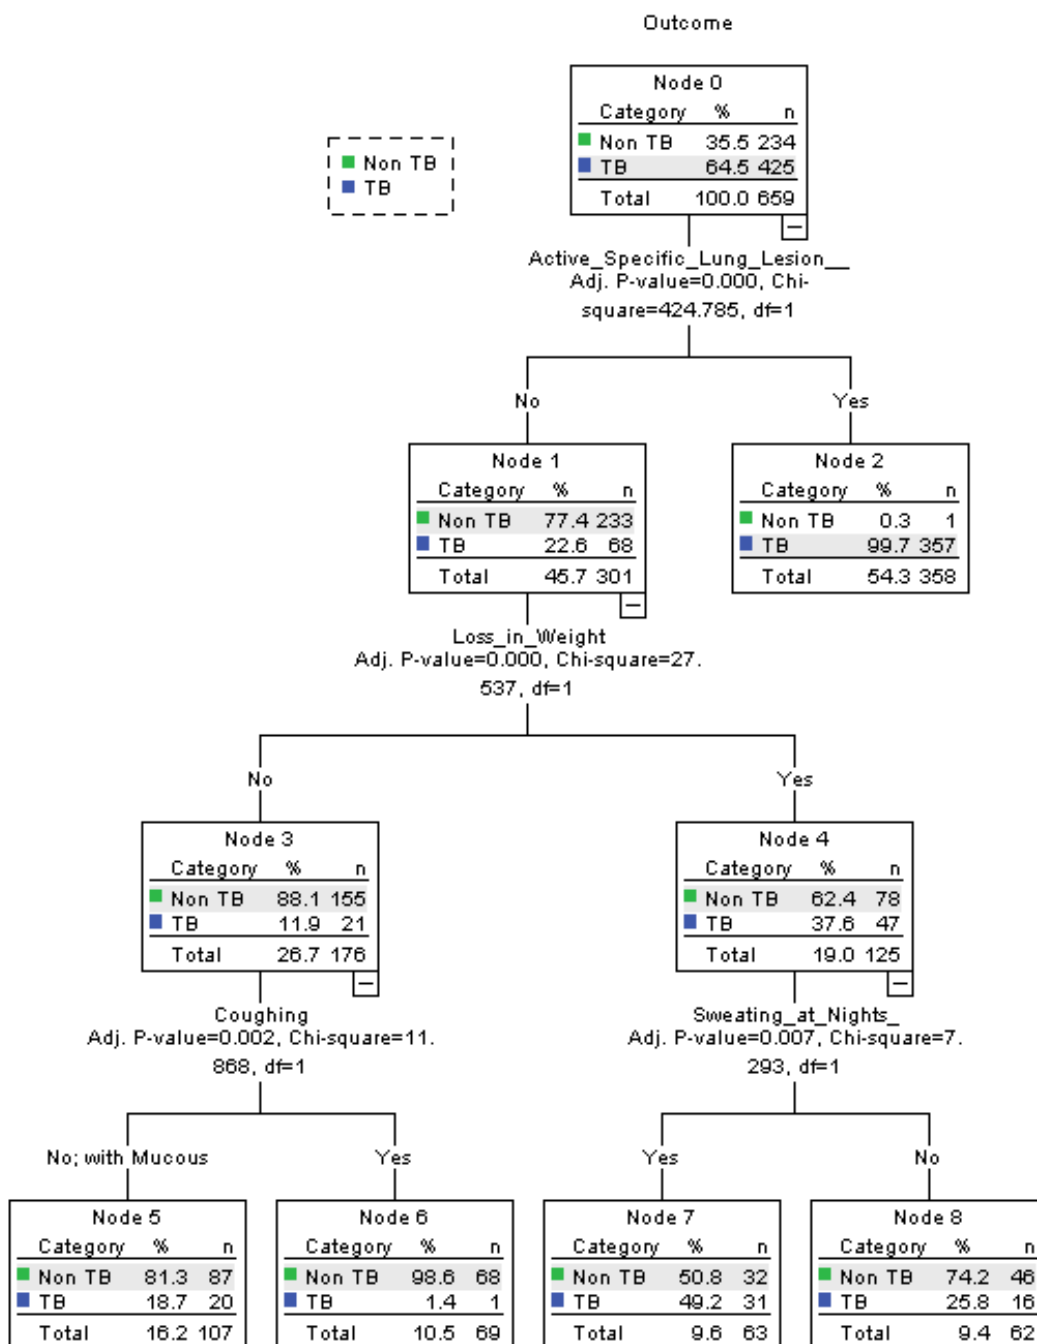 Outcome
Non TB
TB
Node 0
Category % n
Non TB 35.5 234
TB 64.5 425
Total 100.0 659
Active_Specific_Lung_Lesion__
Adj. P-value=0.000, Chi-
square=424.785, df=1
No
Yes
Node 1
Category % n
Non TB 77.4 233
TB 22.6 68
Total 45.7 301
Node 2
Category % n
Non TB 0.3 1
TB 99.7 357
Total 54.3 358
Loss_in_Weight
Adj. P-value=0.000, Chi-square=27.
537, df=1
No
Yes
Node 3
Category % n
Non TB 88.1 155
TB 11.9 21
Total 26.7 176
Node 4
Category % n
Non TB 62.4 78
TB 37.6 47
Total 19.0 125
Coughing
Adj. P-value=0.002, Chi-square=11.
868, df=1
Sweating_at_Nights_
Adj. P-value=0.007, Chi-square=7.
293, df=1
No; with Mucous
Yes
Yes
No
Node 5
Category % n
Non TB 81.3 87
TB 18.7 20
Total 16.2 107
Node 6
Category % n
Non TB 98.6 68
TB 1.4 1
Total 10.5 69
Node 7
Category % n
Non TB 50.8 32
TB 49.2 31
Total 9.6 63
Node 8
Category % n
Non TB 74.2 46
TB 25.8 16
Total 9.4 62